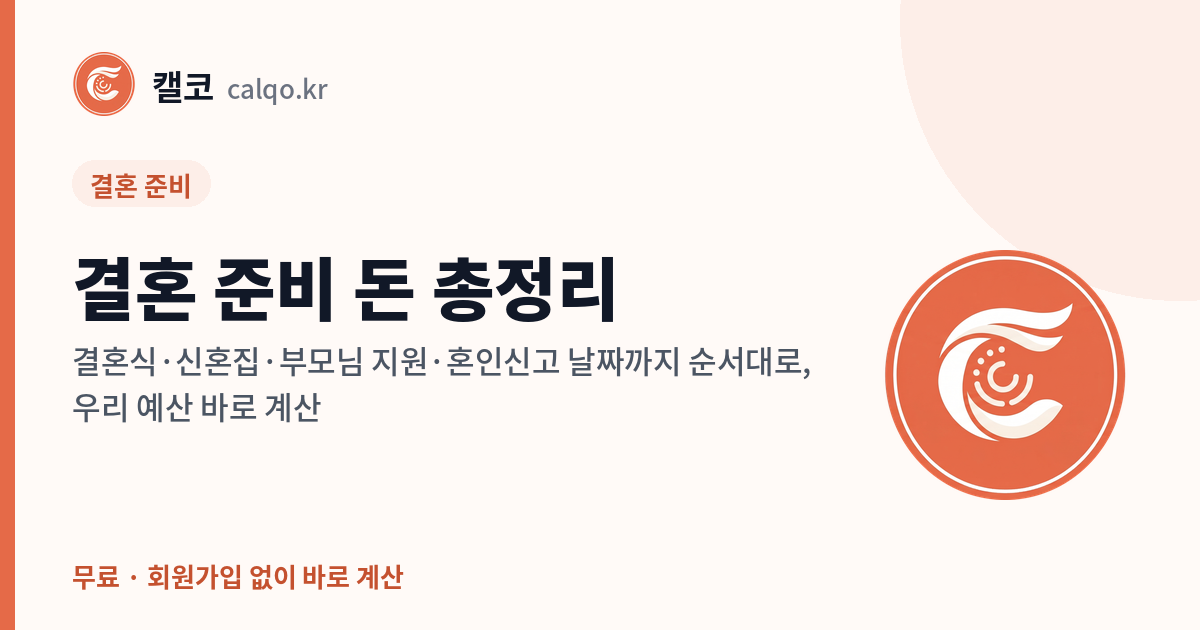 캘코 calqo.kr
결혼 준비
결혼 준비 돈 총정리
결혼식·신혼집·부모님 지원·혼인신고 날짜까지 순서대로,
우리 예산 바로 계산
무료 · 회원가입 없이 바로 계산